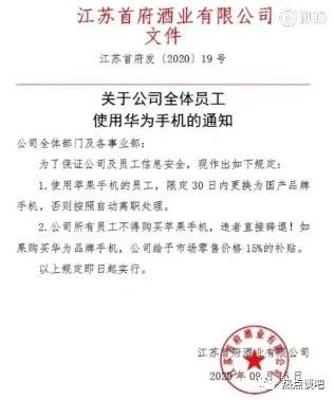 江苏首府酒业有限公司
文件
江苏首府发〔2020〕19号
关于公司全体员工
使用华为手机的通知
公司全体部门及各事业部：
为了保证公司及员工信息安全，现作出如下规定：
1.使用苹果手机的员工，限定30日内更换为国产品牌
手机，否则按照自动离职处理。
2.公司所有员工不得购买苹果手机，违者直接辞退！如
果购买华为品牌手机，公司给予市场零售价格15%的补贴。
以上规定即日起实行。
江苏首府酒业有限公司
2020年09月16日
热点谈吧